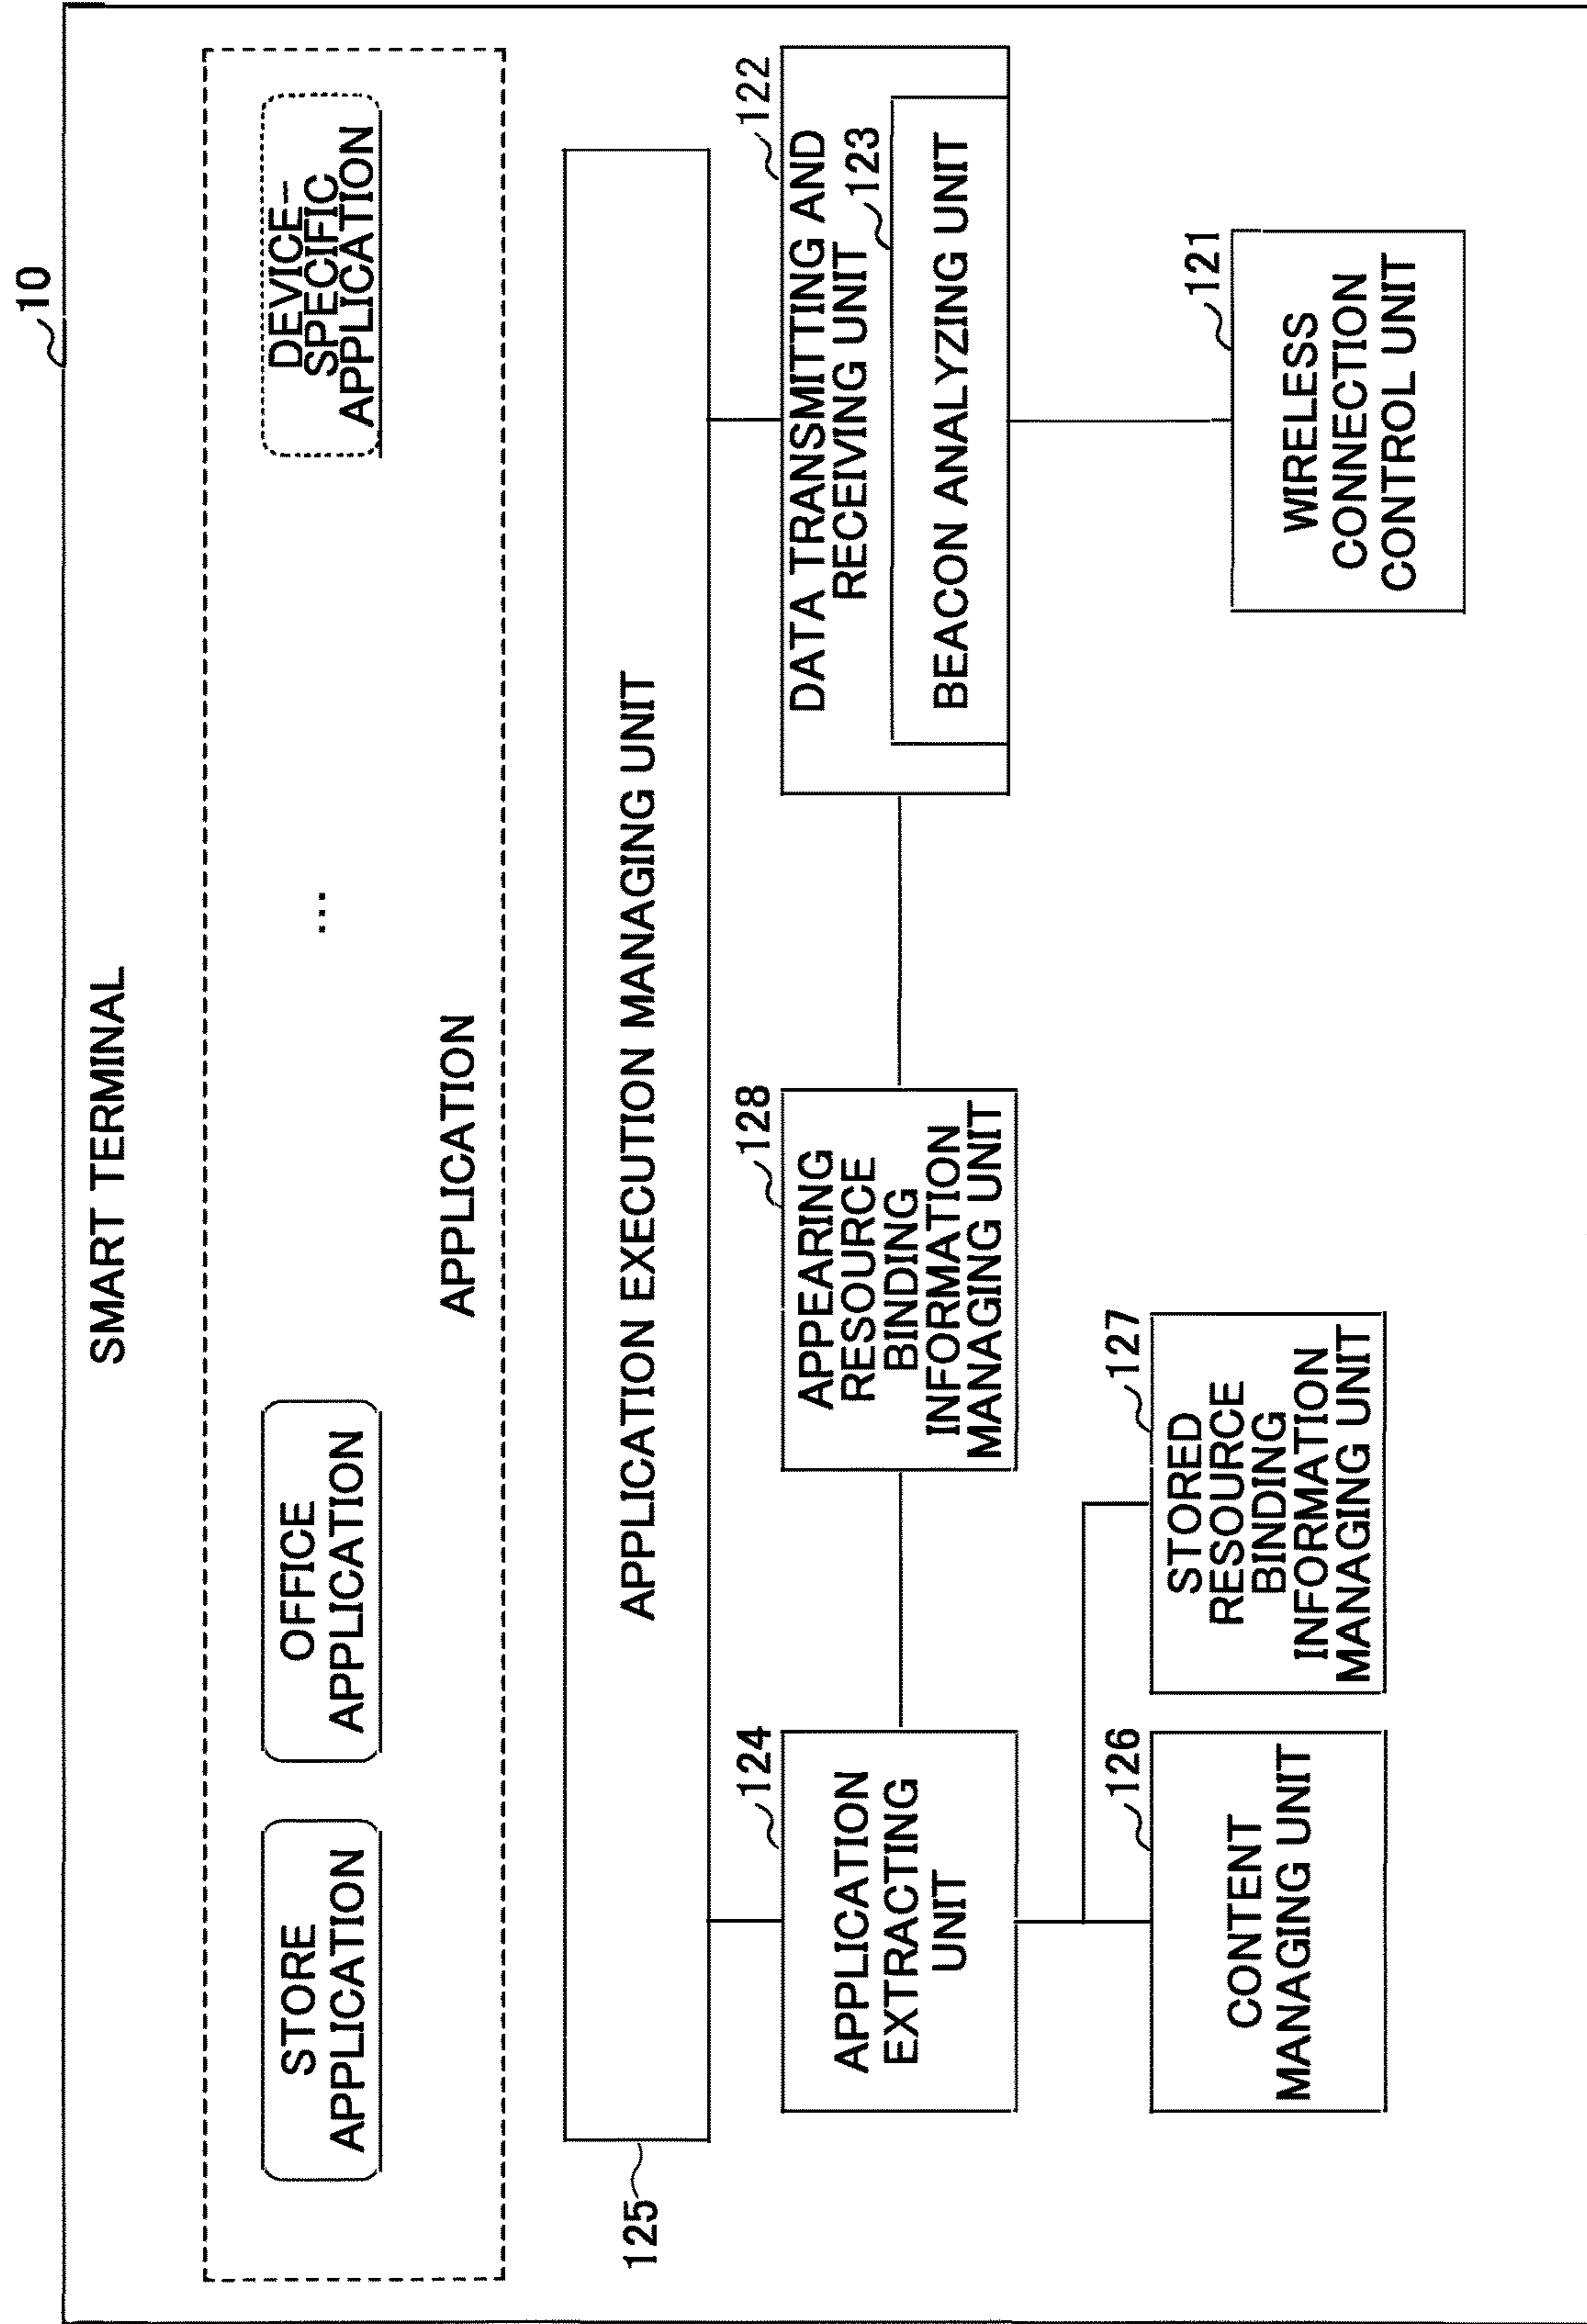 10
SMART TERMINAL
STORE
APPLICATION
OFFICE
APPLICATION
...
DEVICE-
SPECIFIC
APPLICATION
APPLICATION
APPLICATION EXECUTION MANAGING UNIT
125
124
APPLICATION
EXTRACTING
UNIT
128
APPEARING
RESOURCE
BINDING
INFORMATION
MANAGING UNIT
122
DATA TRANSMITTING AND
RECEIVING UNIT
123
BEACON ANALYZING UNIT
126
CONTENT
MANAGING UNIT
127
STORED
RESOURCE
BINDING
INFORMATION
MANAGING UNIT
121
WIRELESS
CONNECTION
CONTROL UNIT